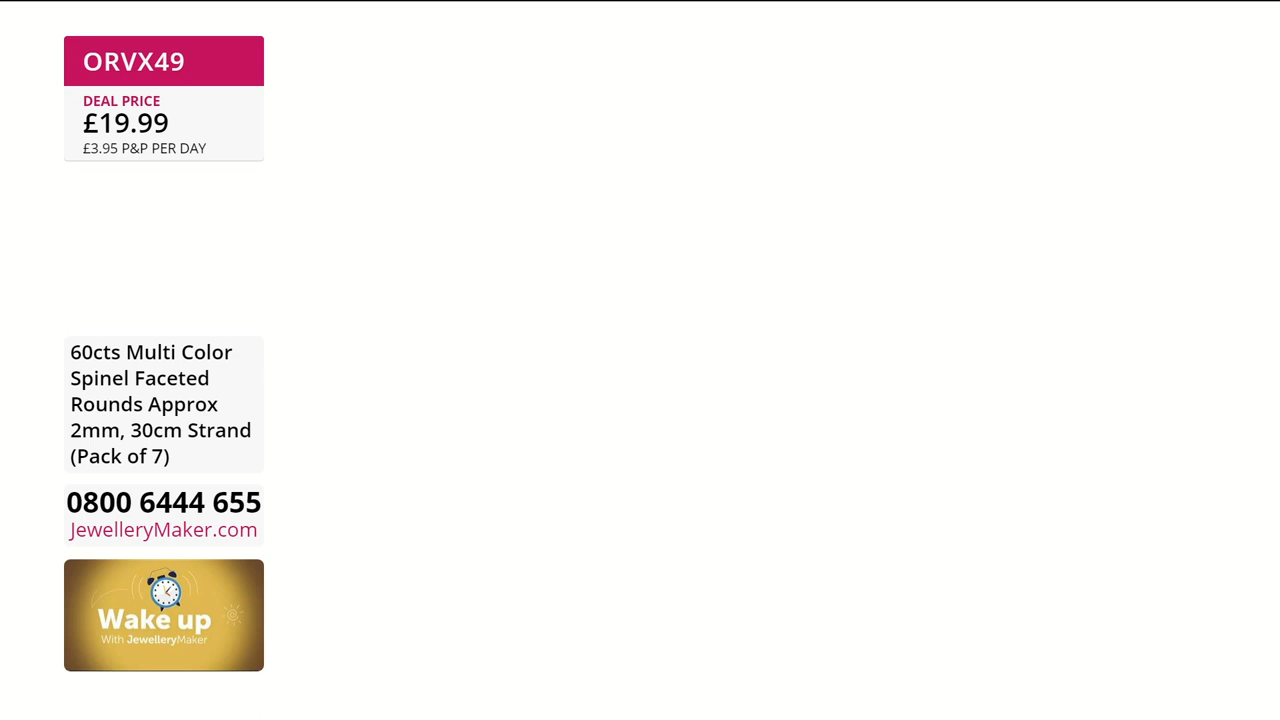 ORVX49
DEAL PRICE
£19.99
£3.95 P&P PER DAY
60cts Multi Color
Spinel Faceted
Rounds Approx
2mm, 30cm Strand
(Pack of 7)
0800 6444 655
JewelleryMaker.com
Wake up
With JewelleryMaker